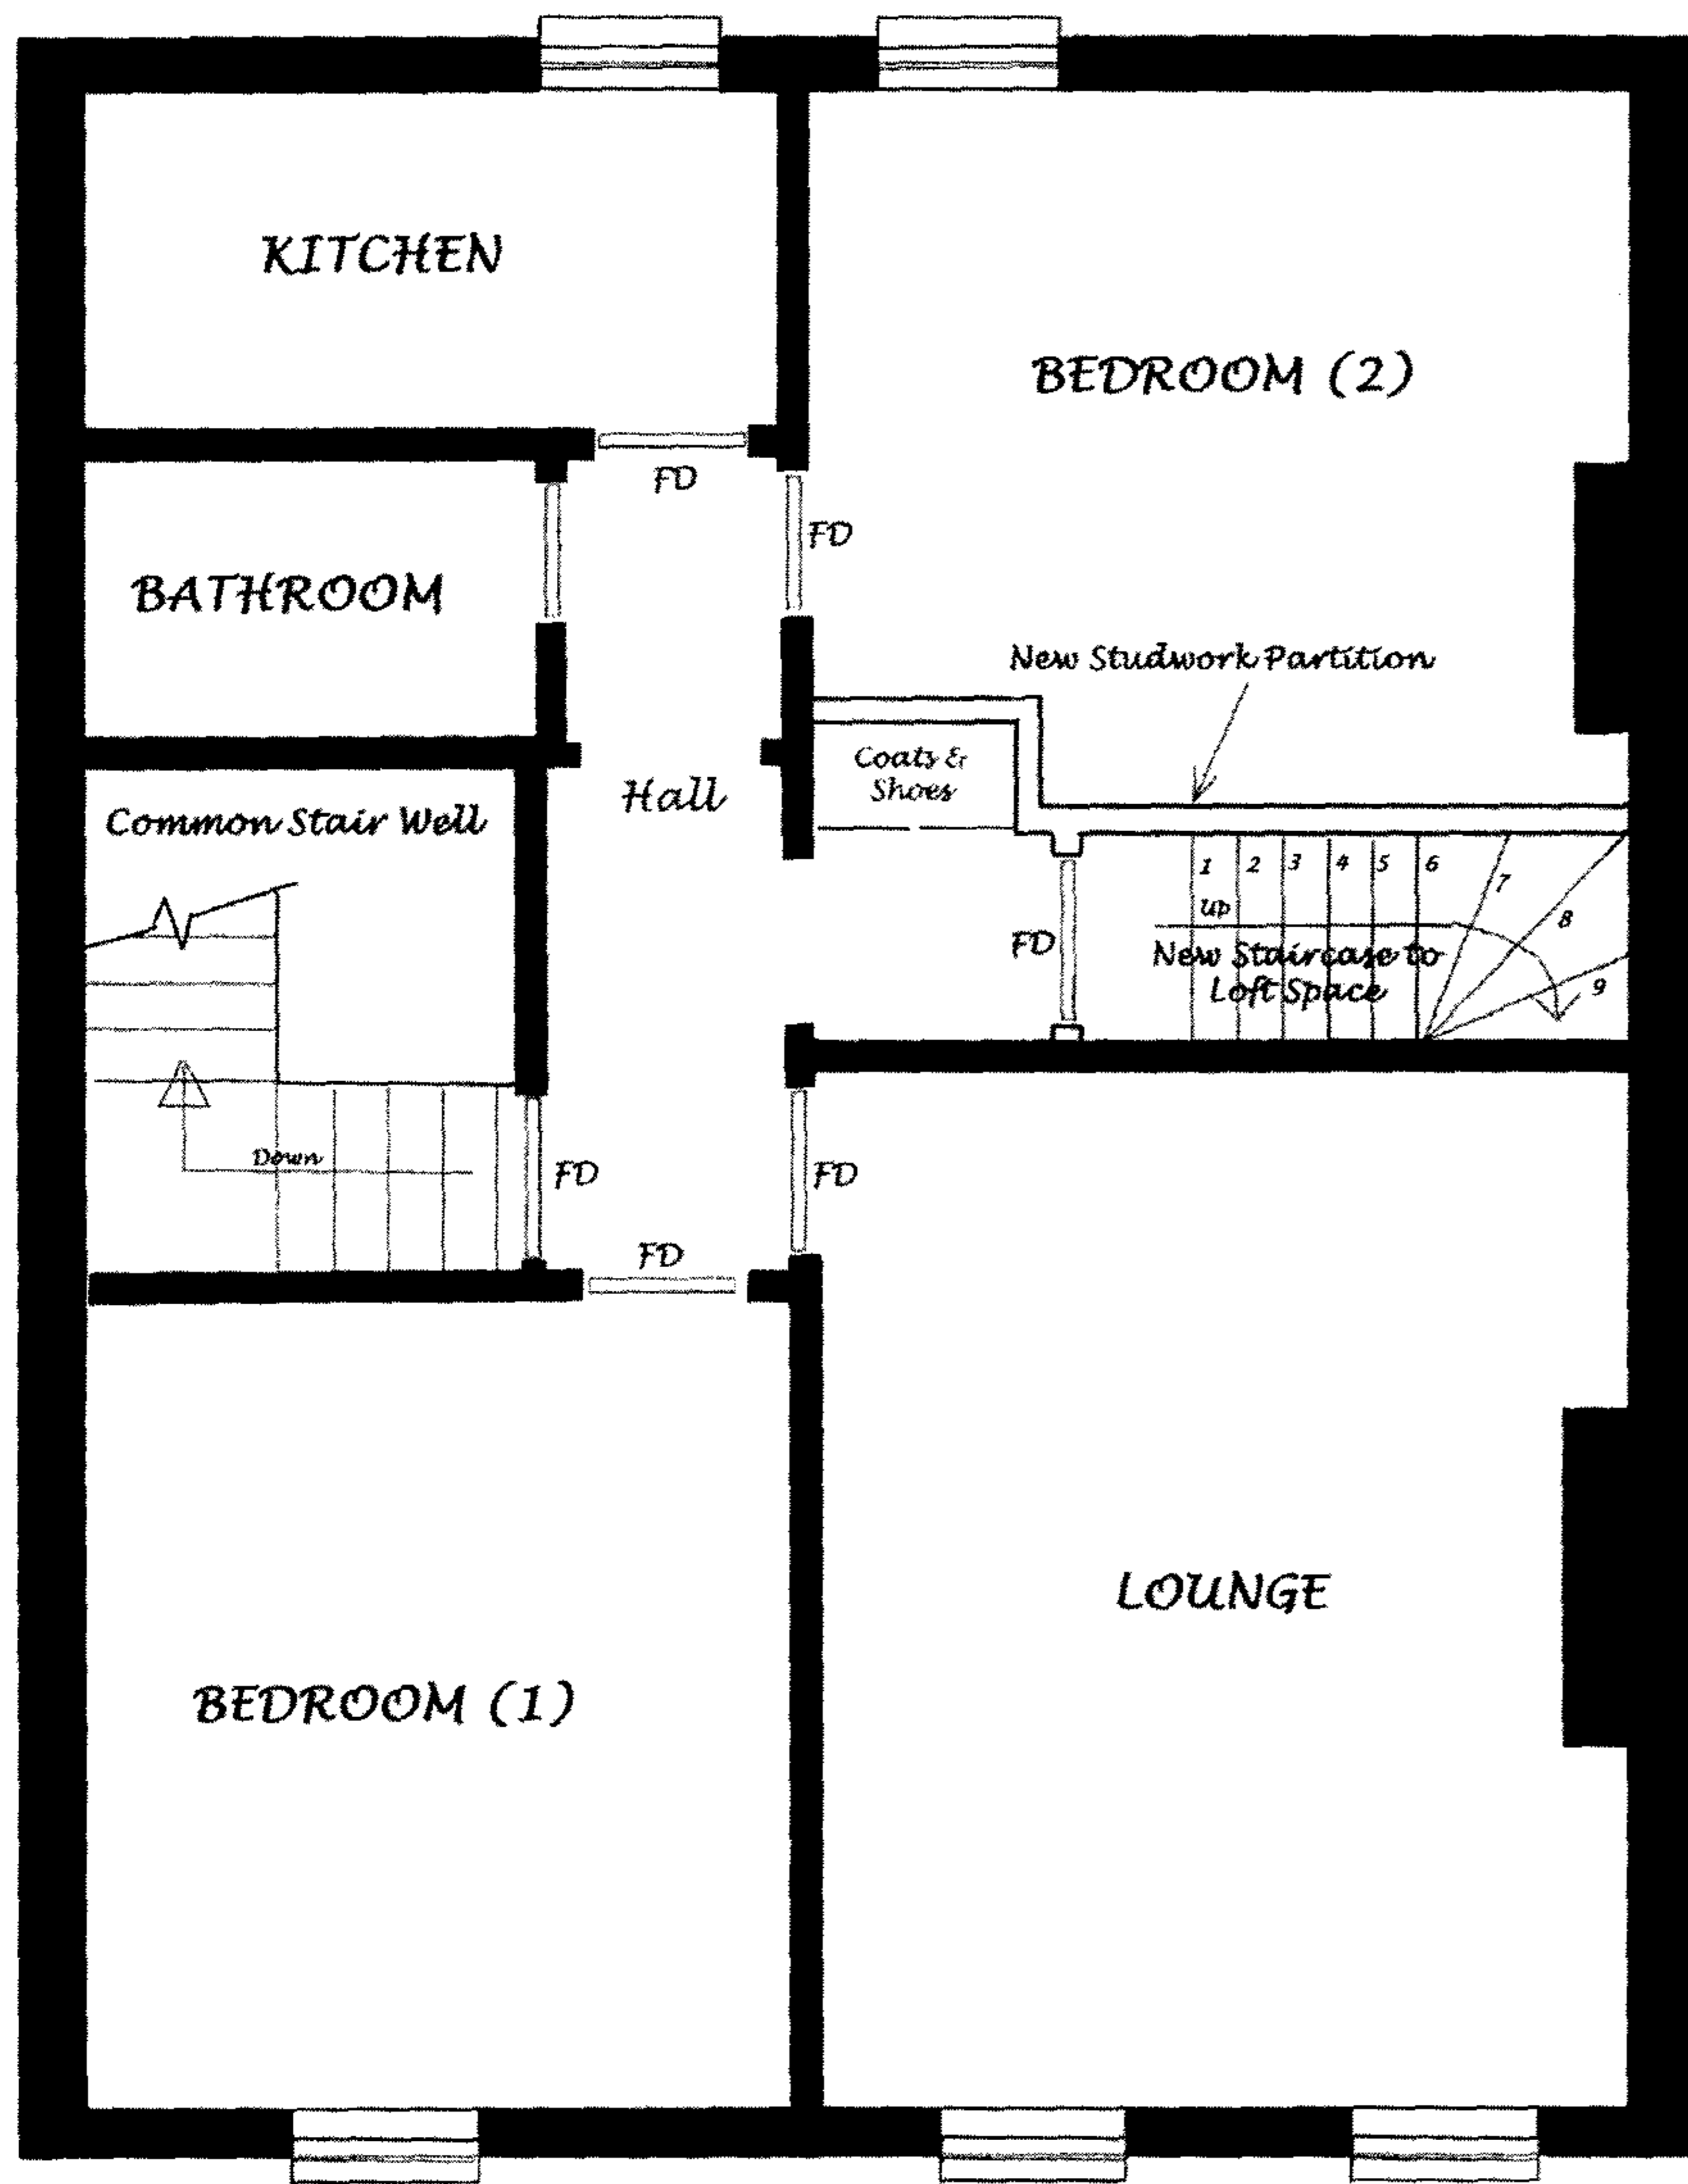 KITCHEN
BEDROOM (2)
FD
FD
BATHROOM
New Studwork Partition
Coats &
Shoes
Hall
Common Stair Well
1 2 3 4 5 6 7 8 9
up
FD
New Staircase to
Loft Space
Down
FD
FD
FD
LOUNGE
BEDROOM (1)